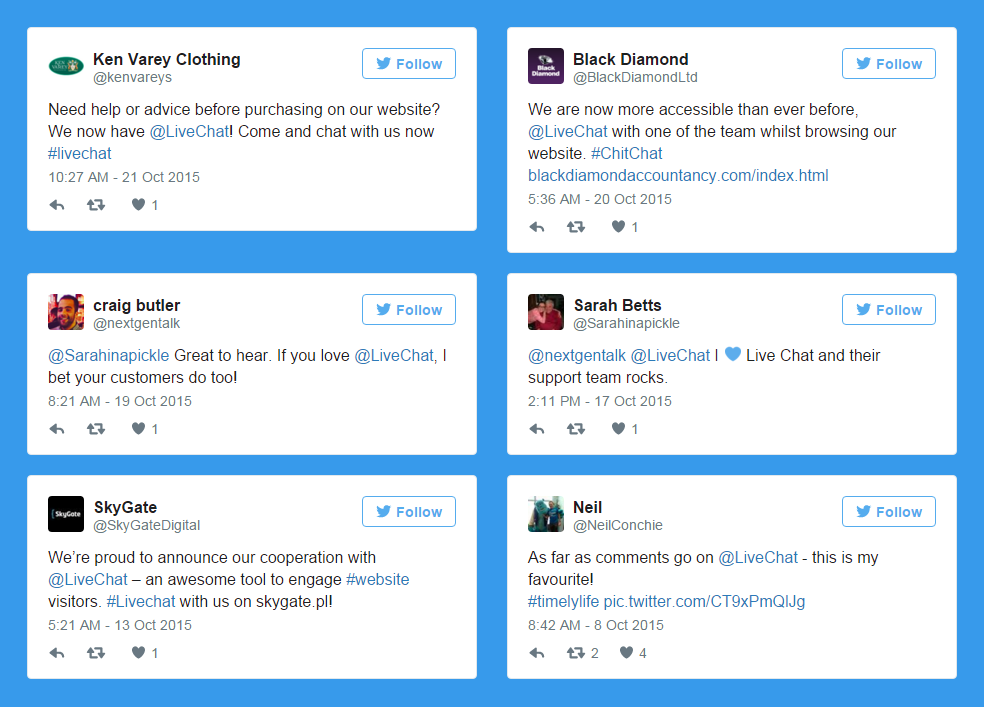 Ken Varey Clothing
@kenvareys
Follow
Need help or advice before purchasing on our website?
We now have @LiveChat! Come and chat with us now
#livechat
10:27 AM - 21 Oct 2015
1
Black Diamond
Black Diamond
@BlackDiamondLtd
Follow
We are now more accessible than ever before,
@LiveChat with one of the team whilst browsing our
website. #ChitChat
blackdiamondaccountancy.com/index.html
5:36 AM - 20 Oct 2015
1
craig butler
@nextgentalk
Follow
@Sarahinapickle Great to hear. If you love @LiveChat, I
bet your customers do too!
8:21 AM - 19 Oct 2015
1
Sarah Betts
@Sarahinapickle
Follow
@nextgentalk @LiveChat I 💙 Live Chat and their
support team rocks.
2:11 PM - 17 Oct 2015
1
SkyGate
SkyGate
@SkyGateDigital
Follow
We’re proud to announce our cooperation with
@LiveChat – an awesome tool to engage #website
visitors. #Livechat with us on skygate.pl!
5:21 AM - 13 Oct 2015
1
Neil
@NeilConchie
Follow
As far as comments go on @LiveChat - this is my
favourite!
#timelylife pic.twitter.com/CT9xPmQlJg
8:42 AM - 8 Oct 2015
2 4